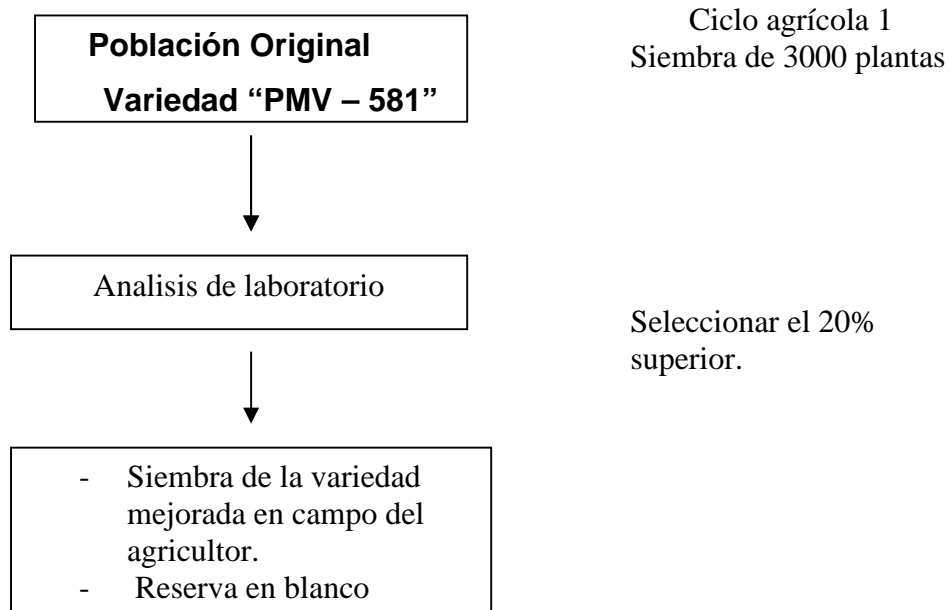 Población Original
Variedad “PMV – 581”
Ciclo agrícola 1
Siembra de 3000 plantas
Analisis de laboratorio
Seleccionar el 20%
superior.
- Siembra de la variedad
mejorada en campo del
agricultor.
- Reserva en blanco